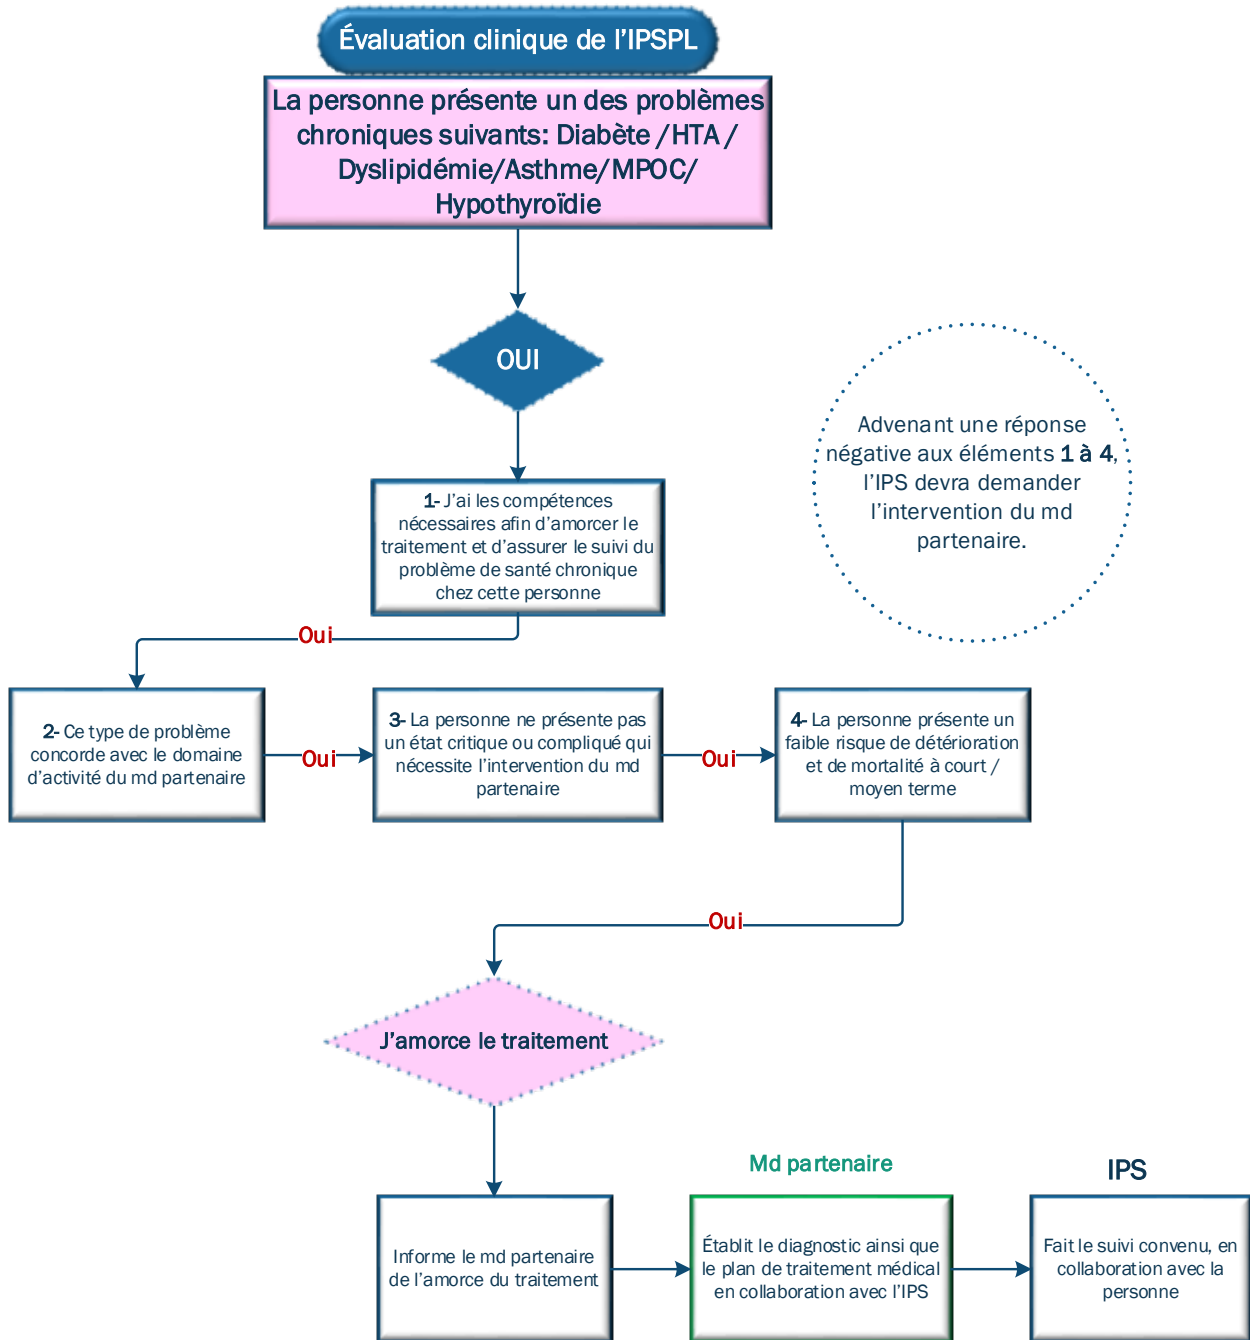 Évaluation clinique de l'IPSPL
La personne présente un des problèmes
chroniques suivants: Diabète /HTA /
Dyslipidémie/Asthme/MPOC/
Hypothyroïdie
OUI
Advenant une réponse
négative aux éléments 1 à 4,
l'IPS devra demander
l'intervention du md
partenaire.
1- J'ai les compétences
nécessaires afin d'amorcer le
traitement et d'assurer le suivi du
problème de santé chronique
chez cette personne
Oui
2- Ce type de problème
concorde avec le domaine
d'activité du md partenaire
Oui
3- La personne ne présente pas
un état critique ou compliqué qui
nécessite l'intervention du md
partenaire
Oui
4- La personne présente un
faible risque de détérioration
et de mortalité à court /
moyen terme
Oui
J'amorce le traitement
Informe le md partenaire
de l'amorce du traitement
Md partenaire
Établit le diagnostic ainsi que
le plan de traitement médical
en collaboration avec l'IPS
IPS
Fait le suivi convenu, en
collaboration avec la
personne